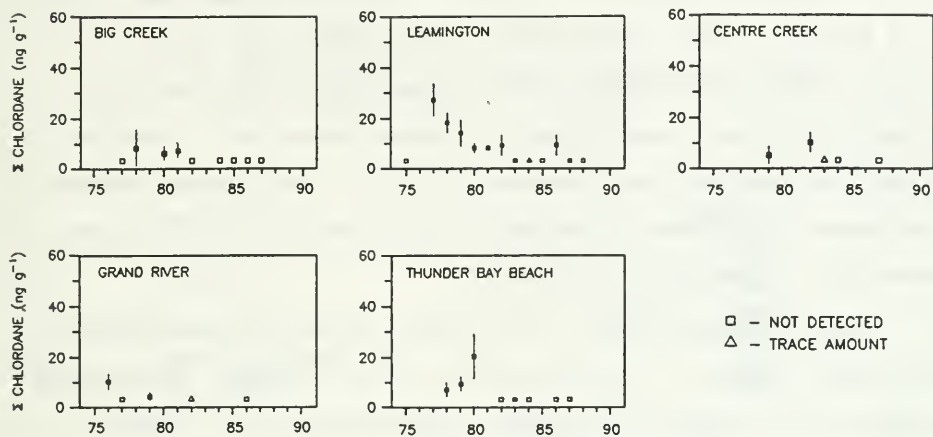 Σ CHLORDANE (ng g⁻¹)
BIG CREEK
60
40
20
0
75 80 85 90
LEAMINGTON
60
40
20
0
75 80 85 90
CENTRE CREEK
60
40
20
0
75 80 85 90
Σ CHLORDANE (ng g⁻¹)
GRAND RIVER
60
40
20
0
75 80 85 90
THUNDER BAY BEACH
60
40
20
0
75 80 85 90
□ – NOT DETECTED
△ – TRACE AMOUNT